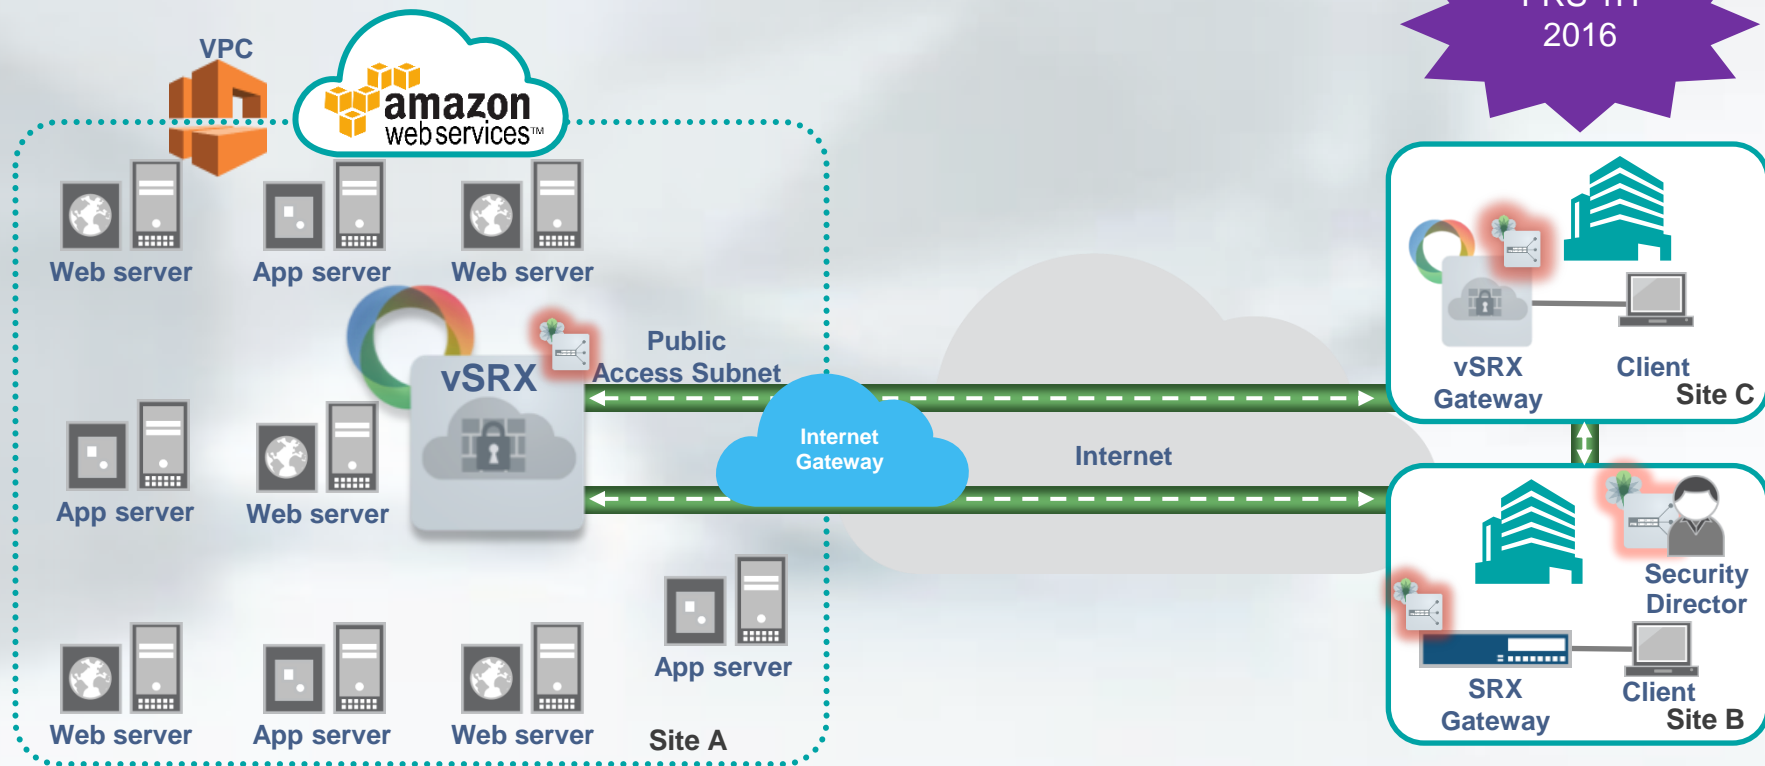 2016
VPC
amazon
web services™
Web server
App server
Web server
vSRX
Public
Access Subnet
Internet
Gateway
Internet
App server
Web server
App server
Web server
App server
Web server
Site A
vSRX
Gateway
Client
Site C
Security
Director
SRX
Gateway
Client
Site B